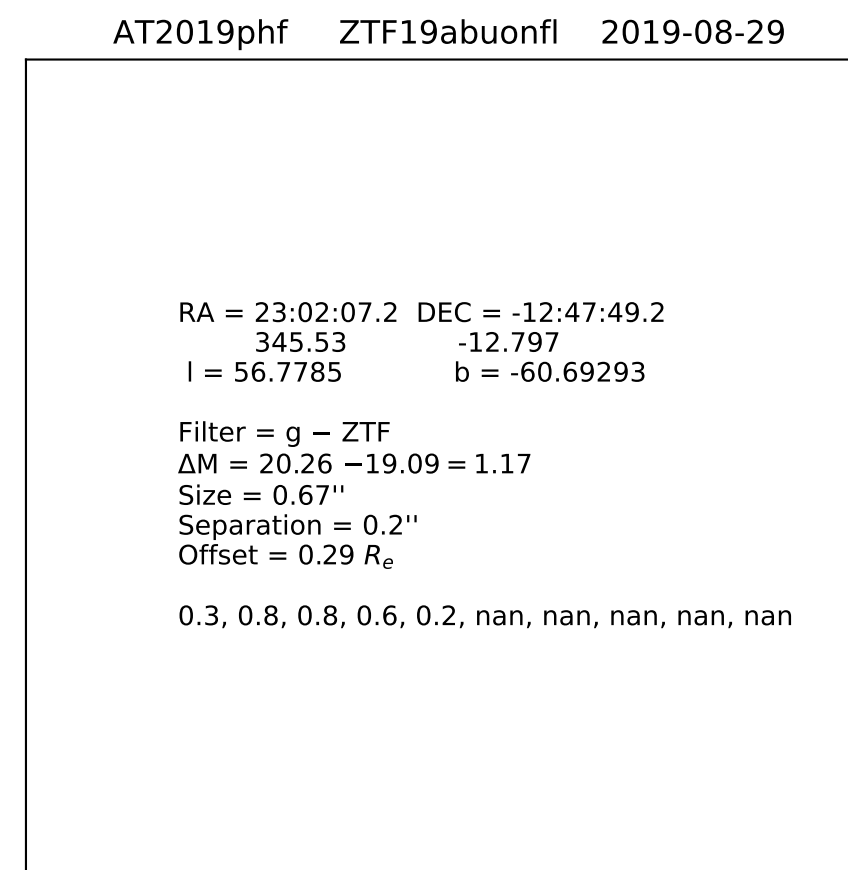 AT2019phf ZTF19abuonfl 2019-08-29
RA = 23:02:07.2 DEC = -12:47:49.2
345.53 -12.797
l = 56.7785 b = -60.69293
Filter = g − ZTF
ΔM = 20.26 −19.09 = 1.17
Size = 0.67''
Separation = 0.2''
Offset = 0.29 Re
0.3, 0.8, 0.8, 0.6, 0.2, nan, nan, nan, nan, nan